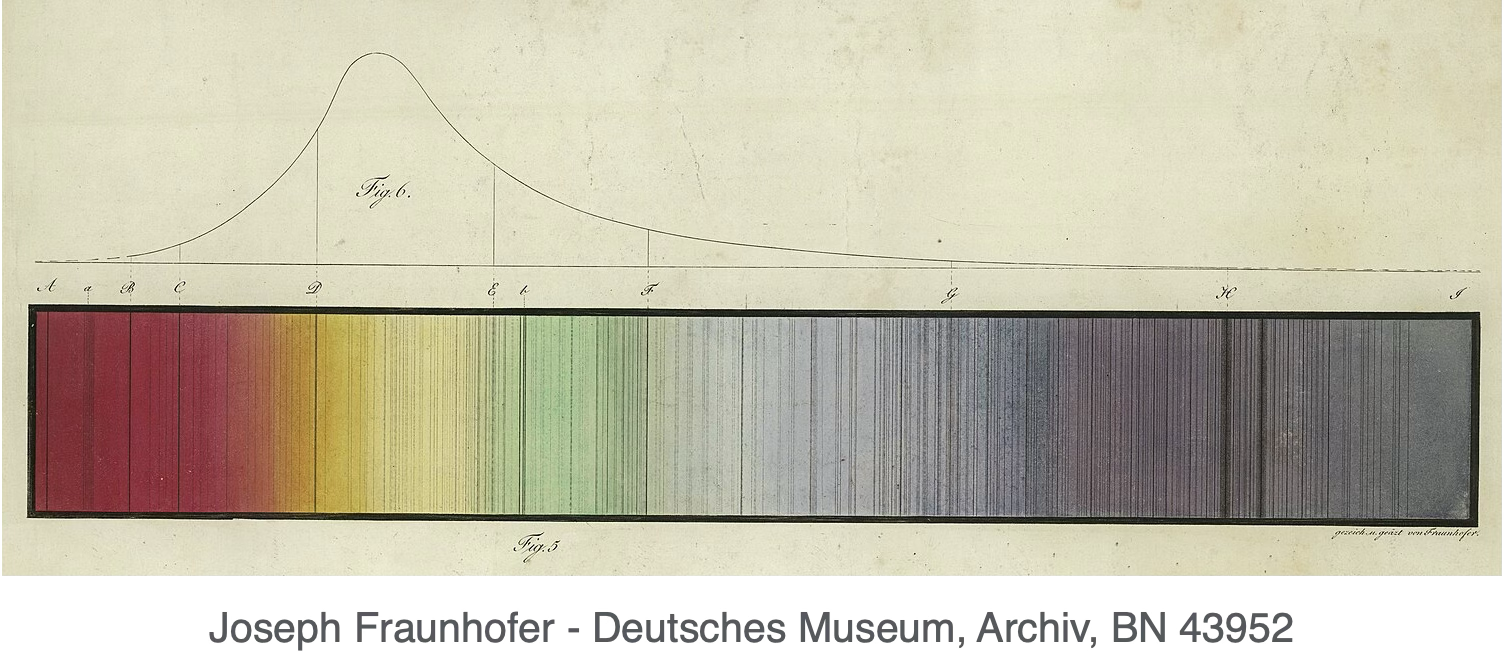 Fig. 6.
A a B C D E b F G H I
Fig. 5
gezeich. u. geäzt von Fraunhofer.
Joseph Fraunhofer - Deutsches Museum, Archiv, BN 43952